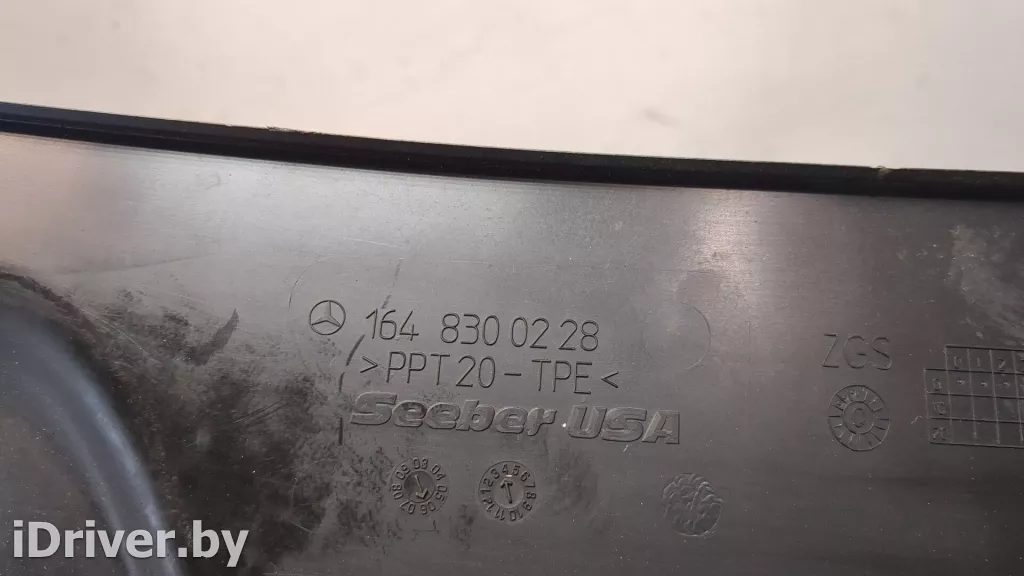 164 830 02 28
>PPT20-TPE<
Seeber USA
ZGS
iDriver.by